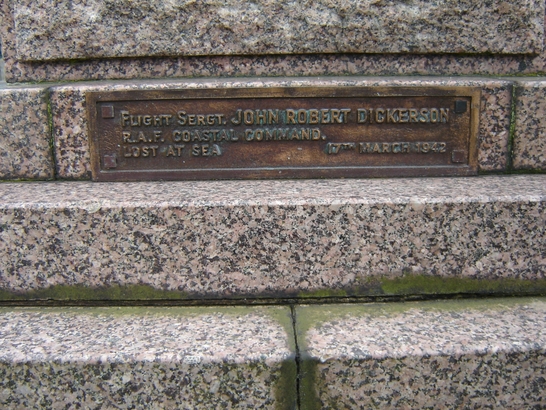 FLIGHT SERGT. JOHN ROBERT DICKERSON
R.A.F. COASTAL COMMAND.
LOST AT SEA 17TH MARCH 1942